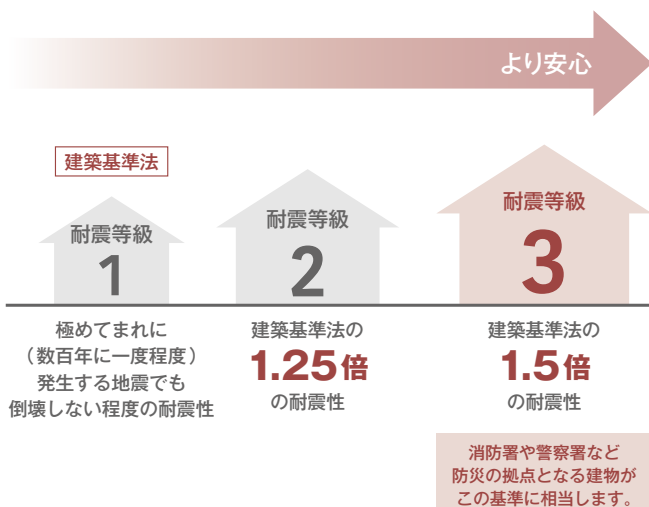 より安心
建築基準法
耐震等級
1
極めてまれに
（数百年に一度程度）
発生する地震でも
倒壊しない程度の耐震性
耐震等級
2
建築基準法の
1.25倍
の耐震性
耐震等級
3
建築基準法の
1.5倍
の耐震性
消防署や警察署など
防災の拠点となる建物が
この基準に相当します。